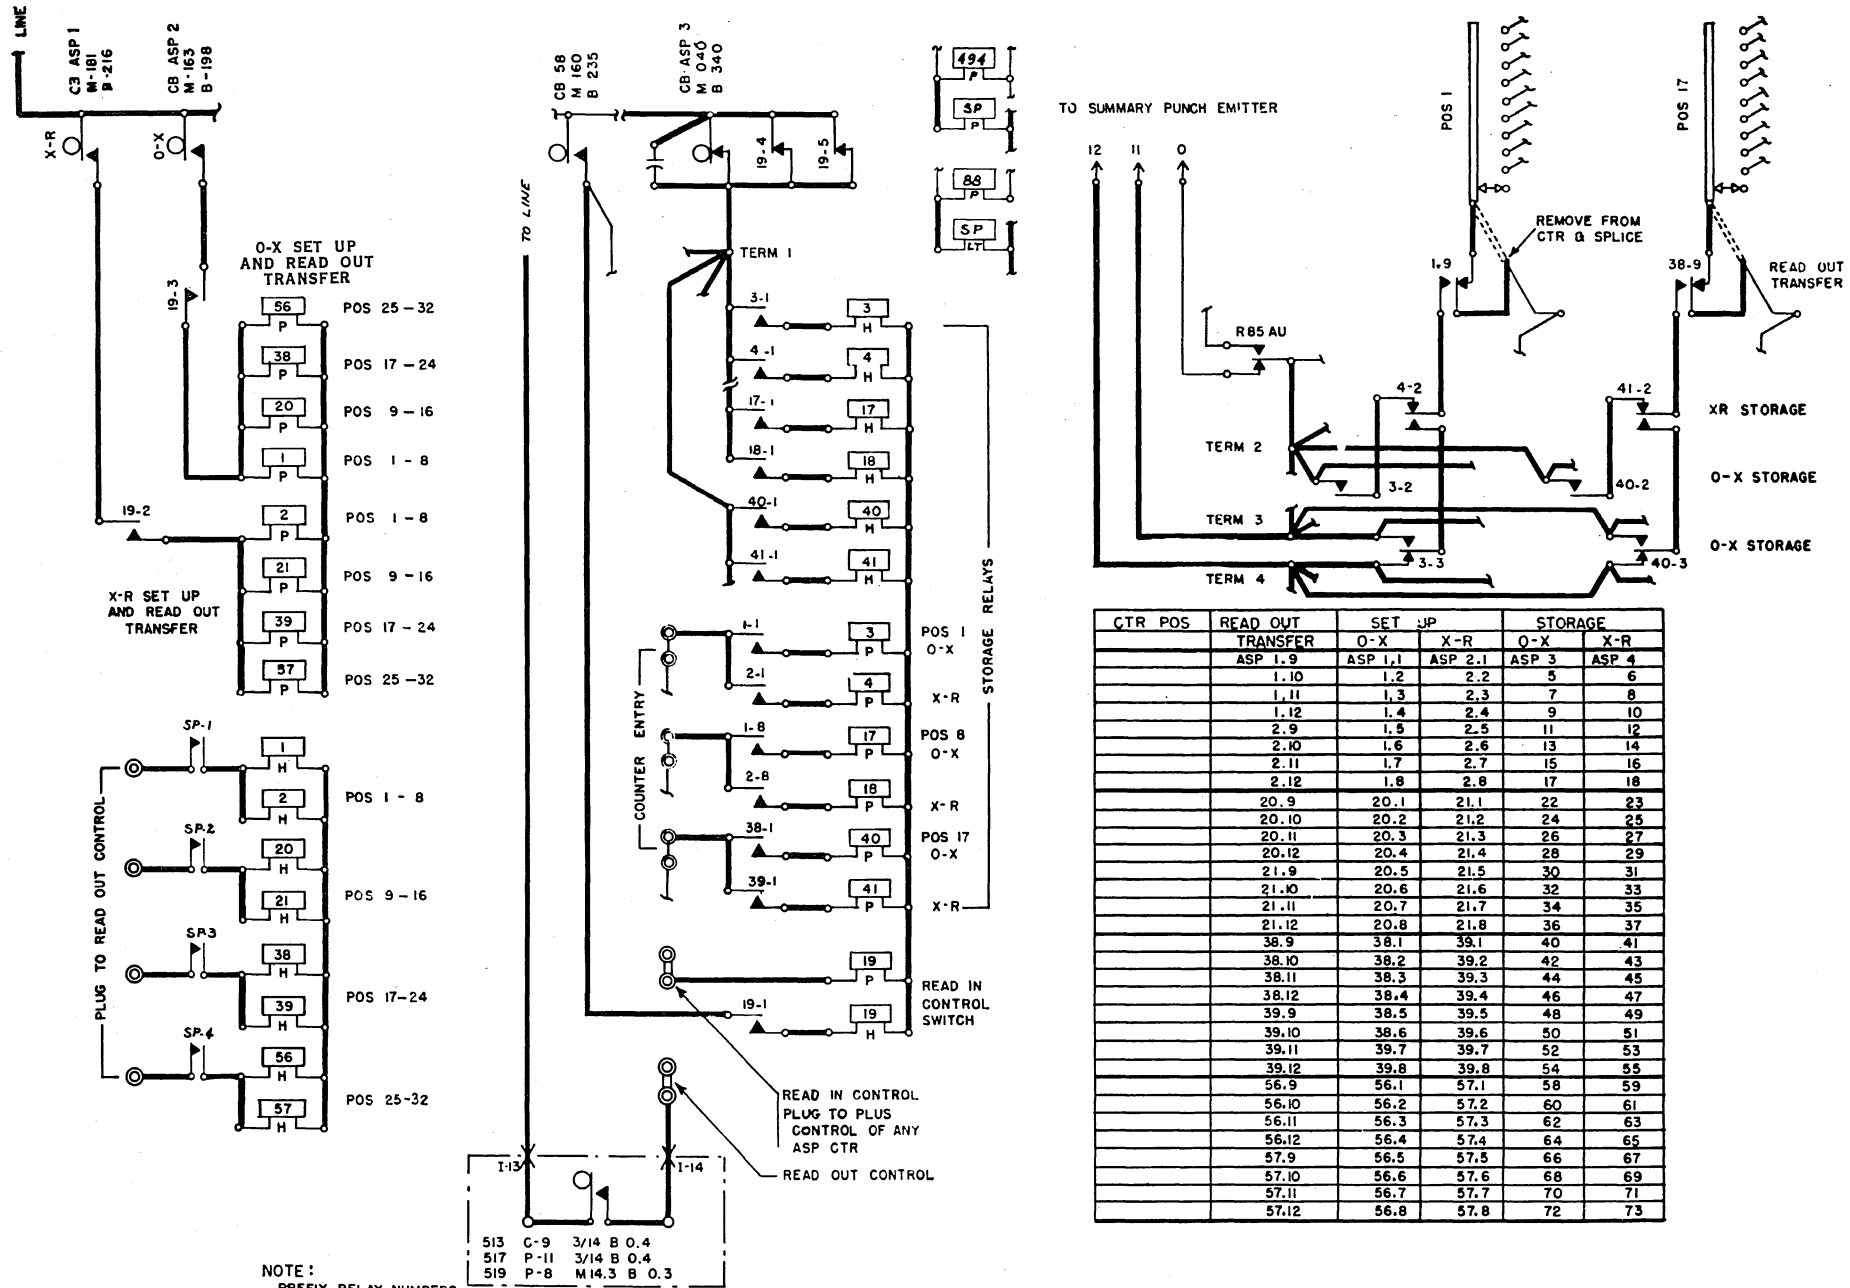 LINE
C3 ASP 1
M-181
B-216
CB ASP 2
M-163
B-198
X-R
O-X
19-3
O-X SET UP
AND READ OUT
TRANSFER
56
P
POS 25-32
38
P
POS 17-24
20
P
POS 9-16
1
P
POS 1-8
19-2
2
P
POS 1-8
21
P
POS 9-16
X-R SET UP
AND READ OUT
TRANSFER
39
P
POS 17-24
57
P
POS 25-32
PLUG TO READ OUT CONTROL
SP-1
1
H
2
H
POS 1-8
SP-2
20
H
21
H
POS 9-16
SP-3
38
H
39
H
POS 17-24
SP-4
56
H
57
H
POS 25-32
NOTE:
PREFIX RELAY NUMBERS
CB 58
M 160
B 235
CB-ASP 3
M 040
B 340
19-4
19-5
TO LINE
TERM 1
3-1
3
H
4-1
4
H
17-1
17
H
18-1
18
H
40-1
40
H
41-1
41
H
STORAGE RELAYS
COUNTER ENTRY
1-1
3
P
POS 1
O-X
2-1
4
P
X-R
1-8
17
P
POS 8
O-X
2-8
18
P
X-R
38-1
40
P
POS 17
O-X
39-1
41
P
X-R
19
P
READ IN
CONTROL
SWITCH
19-1
19
H
READ IN CONTROL
PLUG TO PLUS
CONTROL OF ANY
ASP CTR
READ OUT CONTROL
I-13
I-14
513 C-9 3/14 B 0.4
517 P-11 3/14 B 0.4
519 P-8 M14.3 B 0.3
494
P
SP
P
88
P
SP
LT
TO SUMMARY PUNCH EMITTER
12
11
0
POS 1
POS 17
REMOVE FROM
CTR & SPLICE
READ OUT
TRANSFER
1.9
38-9
R85 AU
4-2
41-2
XR STORAGE
TERM 2
3-2
40-2
O-X STORAGE
TERM 3
3-3
40-3
O-X STORAGE
TERM 4
CTR POS READ OUT SET UP STORAGE
TRANSFER O-X X-R O-X X-R
ASP 1.9 ASP 1,1 ASP 2.1 ASP 3 ASP 4
1.10 1.2 2.2 5 6
1.11 1.3 2.3 7 8
1.12 1.4 2.4 9 10
2.9 1.5 2.5 11 12
2.10 1.6 2.6 13 14
2.11 1.7 2.7 15 16
2.12 1.8 2.8 17 18
20.9 20.1 21.1 22 23
20.10 20.2 21.2 24 25
20.11 20.3 21.3 26 27
20.12 20.4 21.4 28 29
21.9 20.5 21.5 30 31
21.10 20.6 21.6 32 33
21.11 20.7 21.7 34 35
21.12 20.8 21.8 36 37
38.9 38.1 39.1 40 41
38.10 38.2 39.2 42 43
38.11 38.3 39.3 44 45
38.12 38.4 39.4 46 47
39.9 38.5 39.5 48 49
39.10 38.6 39.6 50 51
39.11 39.7 39.7 52 53
39.12 39.8 39.8 54 55
56.9 56.1 57.1 58 59
56.10 56.2 57.2 60 61
56.11 56.3 57.3 62 63
56.12 56.4 57.4 64 65
57.9 56.5 57.5 66 67
57.10 56.6 57.6 68 69
57.11 56.7 57.7 70 71
57.12 56.8 57.8 72 73